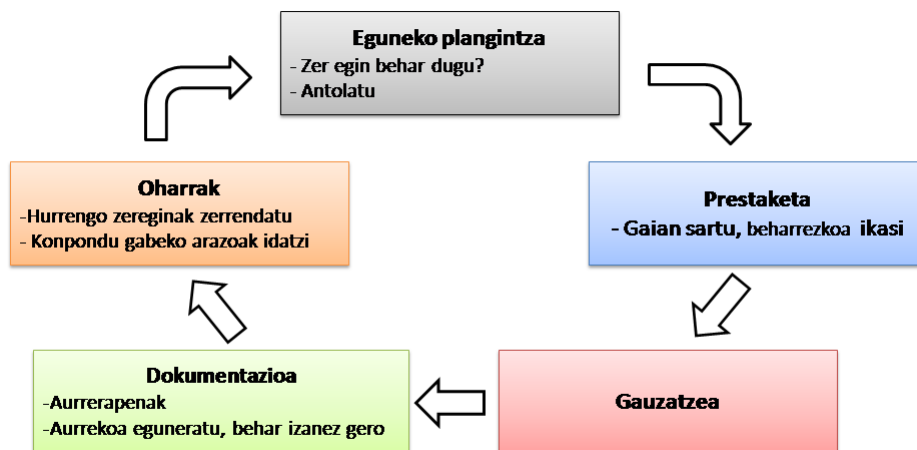 Eguneko plangintza
- Zer egin behar dugu?
- Antolatu
Prestaketa
- Gaian sartu, beharrezkoa ikasi
Gauzatzea
Dokumentazioa
-Aurrerapenak
-Aurrekoa eguneratu, behar izanez gero
Oharrak
-Hurrengo zereginak zerrendatu
- Konpondu gabeko arazoak idatzi